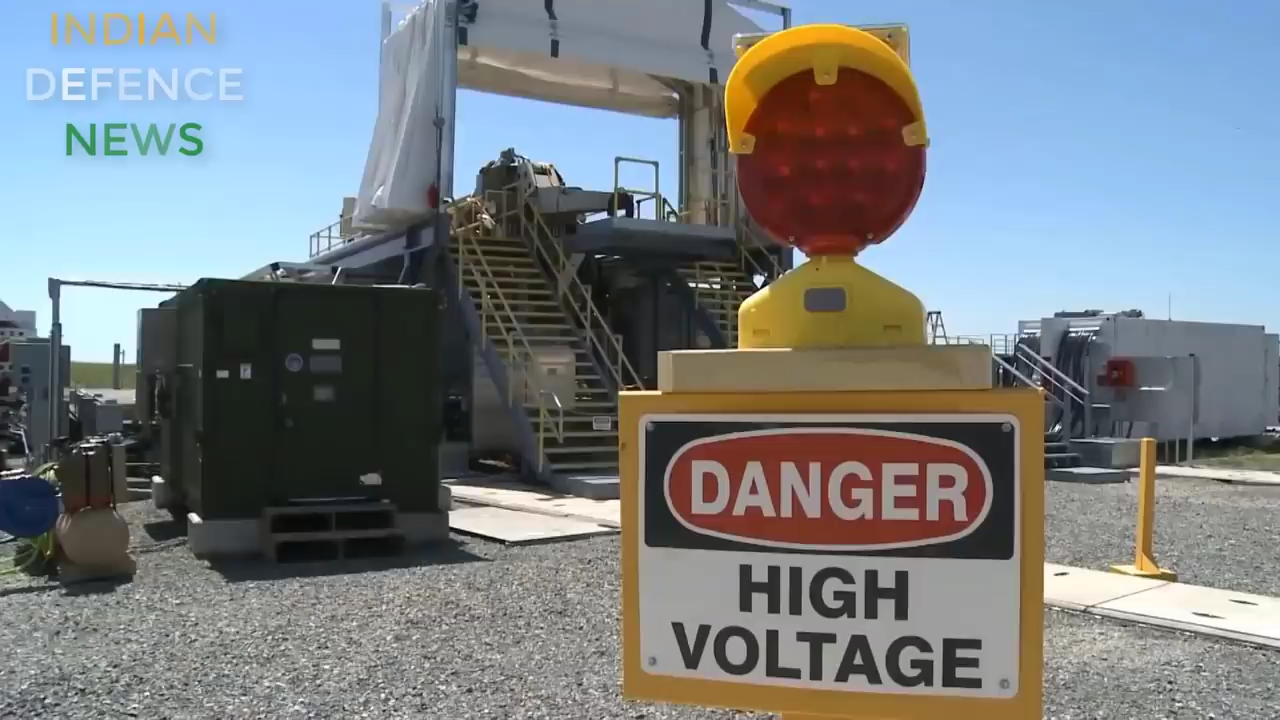 INDIAN
DEFENCE
NEWS
DANGER
HIGH
VOLTAGE